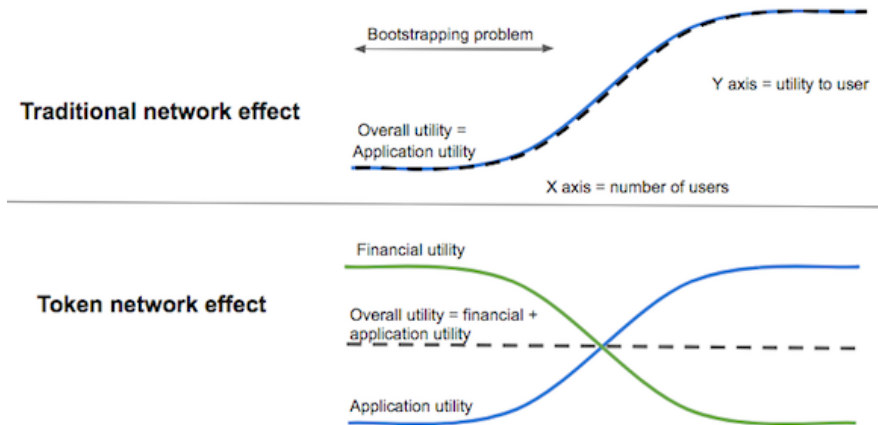 Bootstrapping problem
Y axis = utility to user
Traditional network effect
Overall utility =
Application utility
X axis = number of users
Financial utility
Token network effect
Overall utility = financial +
application utility
Application utility